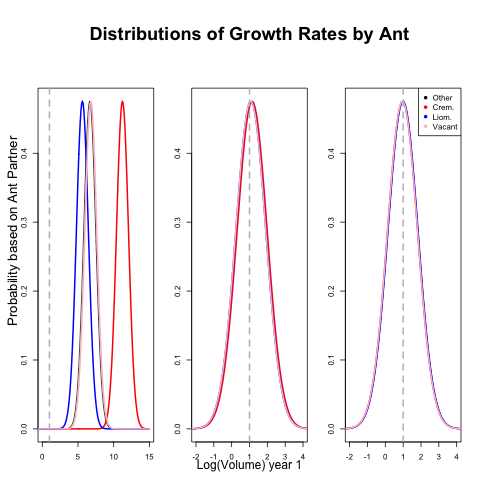 Distributions of Growth Rates by Ant
Probability based on Ant Partner
0.0 0.1 0.2 0.3 0.4
0 5 10 15
0.0 0.1 0.2 0.3 0.4
-2 -1 0 1 2 3 4
0.0 0.1 0.2 0.3 0.4
-2 -1 0 1 2 3 4
Other
Crem.
Liom.
Vacant
Log(Volume) year 1